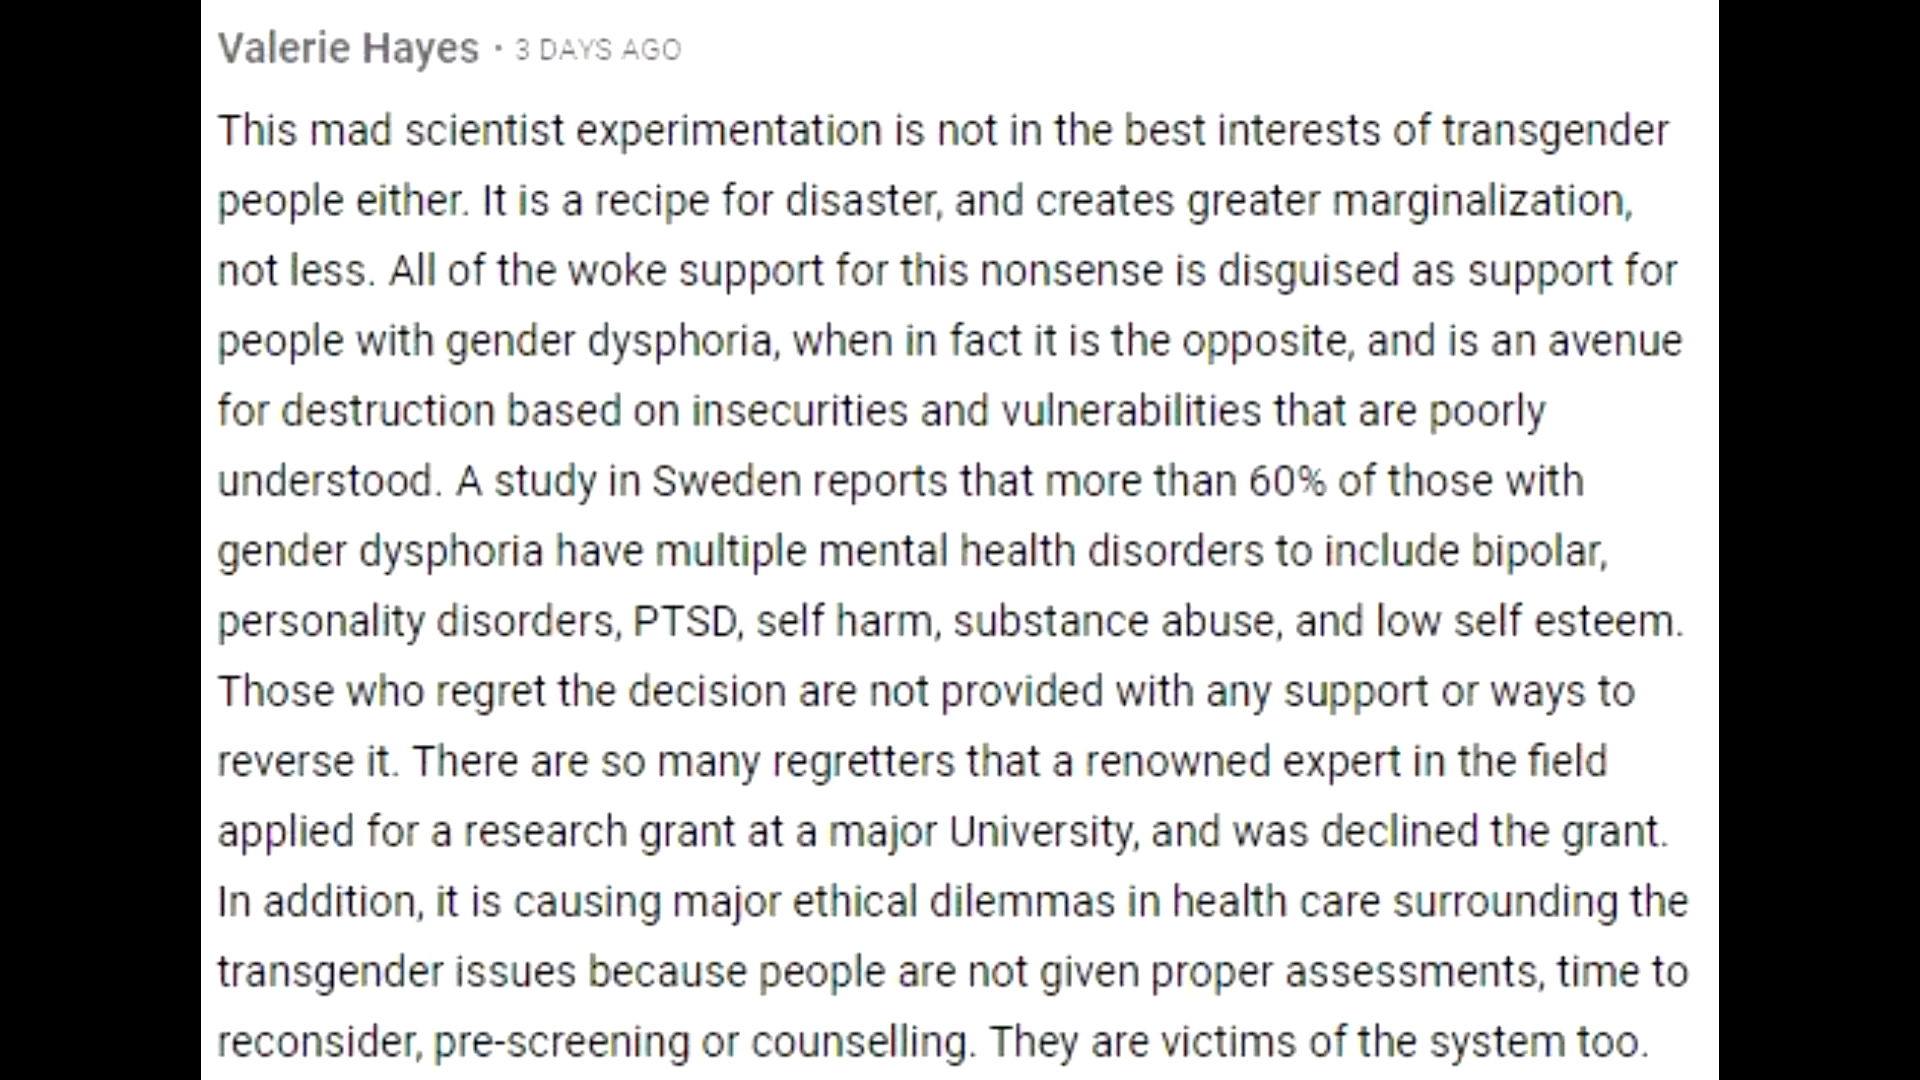 Valerie Hayes · 3 DAYS AGO
This mad scientist experimentation is not in the best interests of transgender
people either. It is a recipe for disaster, and creates greater marginalization,
not less. All of the woke support for this nonsense is disguised as support for
people with gender dysphoria, when in fact it is the opposite, and is an avenue
for destruction based on insecurities and vulnerabilities that are poorly
understood. A study in Sweden reports that more than 60% of those with
gender dysphoria have multiple mental health disorders to include bipolar,
personality disorders, PTSD, self harm, substance abuse, and low self esteem.
Those who regret the decision are not provided with any support or ways to
reverse it. There are so many regretters that a renowned expert in the field
applied for a research grant at a major University, and was declined the grant.
In addition, it is causing major ethical dilemmas in health care surrounding the
transgender issues because people are not given proper assessments, time to
reconsider, pre-screening or counselling. They are victims of the system too.